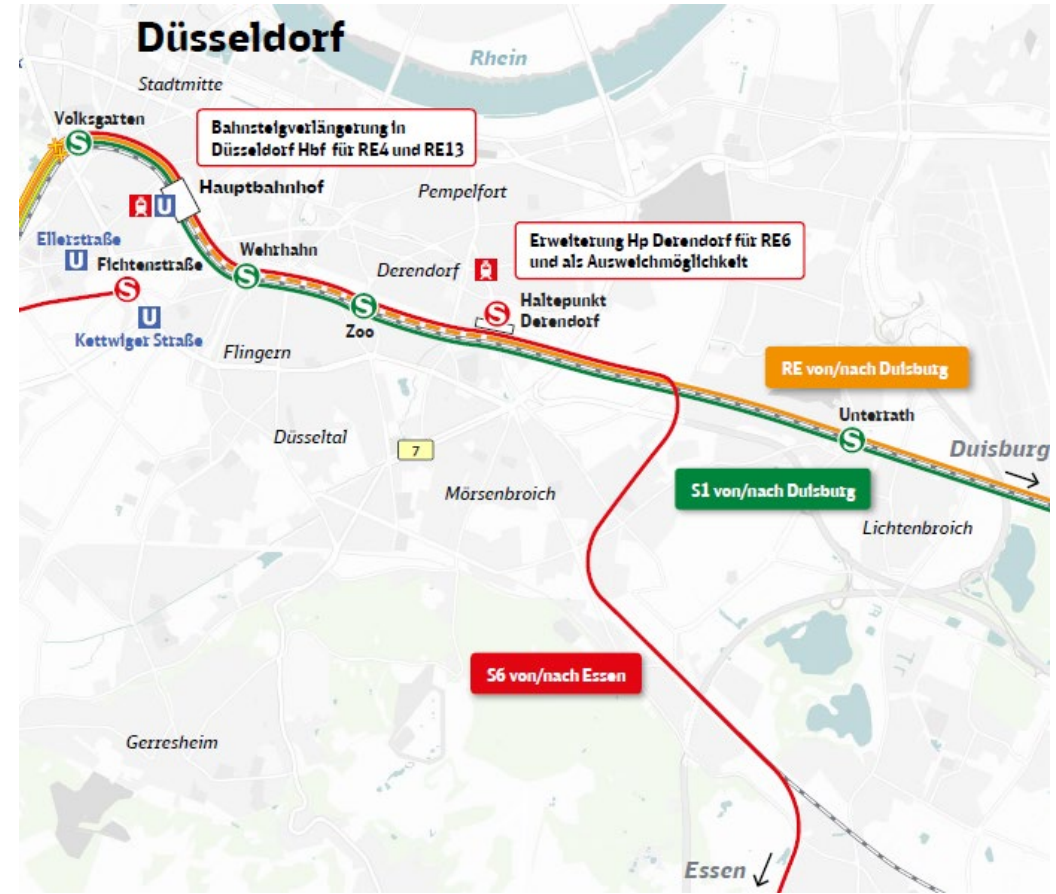 Düsseldorf
Rhein
Stadtmitte
Volksgarten
S
Bahnsteigverlängerung in
Düsseldorf Hbf für RE4 und RE13
Hauptbahnhof
Pempelfort
U
Ellerstraße
U
Fichtenstraße
S
Wehrhahn
S
Derendorf
Erweiterung Hp Derendorf für RE6
und als Ausweichmöglichkeit
S
Haltepunkt
Derendorf
U
Kettwiger Straße
S
Zoo
Flingern
RE von/nach Duisburg
Unterrath
S
Düsseltal
7
Duisburg
Mörsenbroich
S1 von/nach Duisburg
Lichtenbroich
S6 von/nach Essen
Gerresheim
Essen